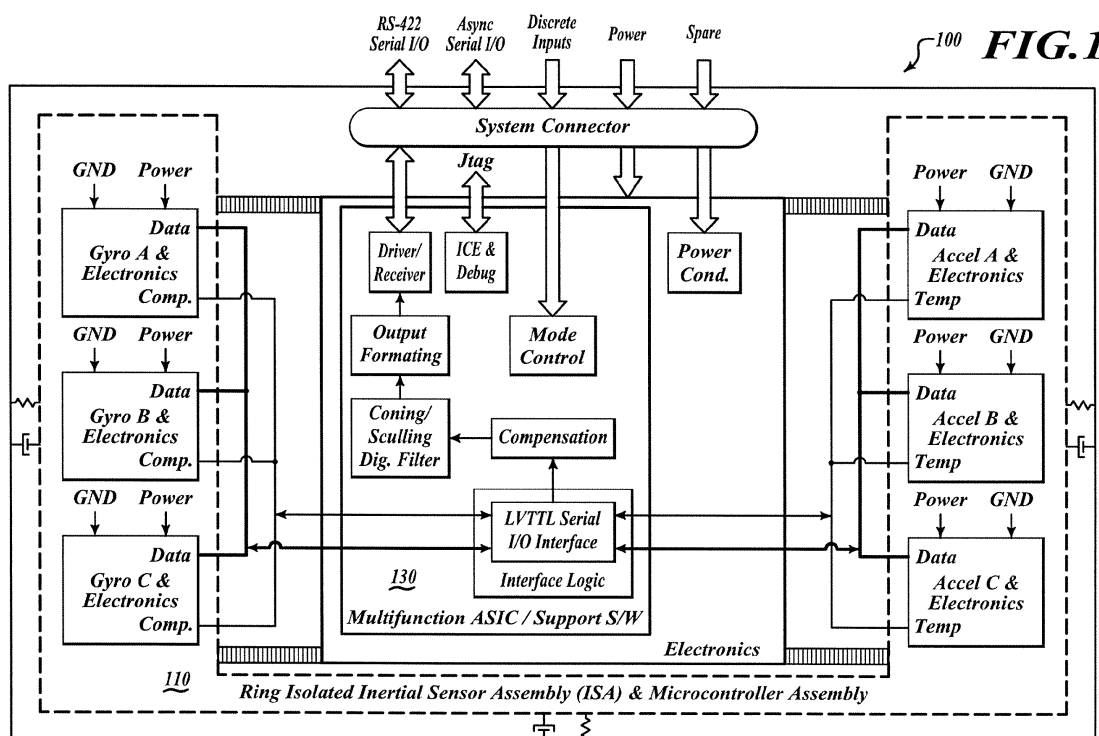 RS-422
Serial I/O
Async
Serial I/O
Discrete
Inputs
Power
Spare
100
FIG.1
System Connector
Jtag
GND
Power
Data
Gyro A &
Electronics
Comp.
GND
Power
Data
Gyro B &
Electronics
Comp.
GND
Power
Data
Gyro C &
Electronics
Comp.
Driver/
Receiver
ICE &
Debug
Power
Cond.
Output
Formating
Mode
Control
Coning/
Sculling
Dig. Filter
Compensation
LVTTL Serial
I/O Interface
Interface Logic
130
Multifunction ASIC / Support S/W
Electronics
Power
GND
Data
Accel A &
Electronics
Temp
Power
GND
Data
Accel B &
Electronics
Temp
Power
GND
Data
Accel C &
Electronics
Temp
110
Ring Isolated Inertial Sensor Assembly (ISA) & Microcontroller Assembly